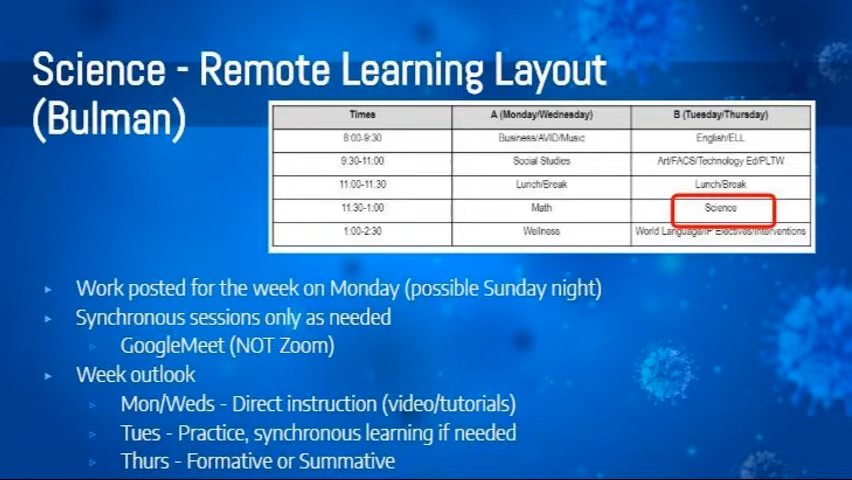 Science - Remote Learning Layout
(Bulman)
Times A (Monday/Wednesday) B (Tuesday/Thursday)
8:00-9:30 Business/AVID/Music English/ELL
9:30-11:00 Social Studies Art/FACS/Technology Ed/PLTW
11:00-11:30 Lunch/Break Lunch/Break
11:30-1:00 Math Science
1:00-2:30 Wellness World Language/IP Electives/Interventions
Work posted for the week on Monday (possible Sunday night)
Synchronous sessions only as needed
GoogleMeet (NOT Zoom)
Week outlook
Mon/Weds - Direct instruction (video/tutorials)
Tues - Practice, synchronous learning if needed
Thurs - Formative or Summative